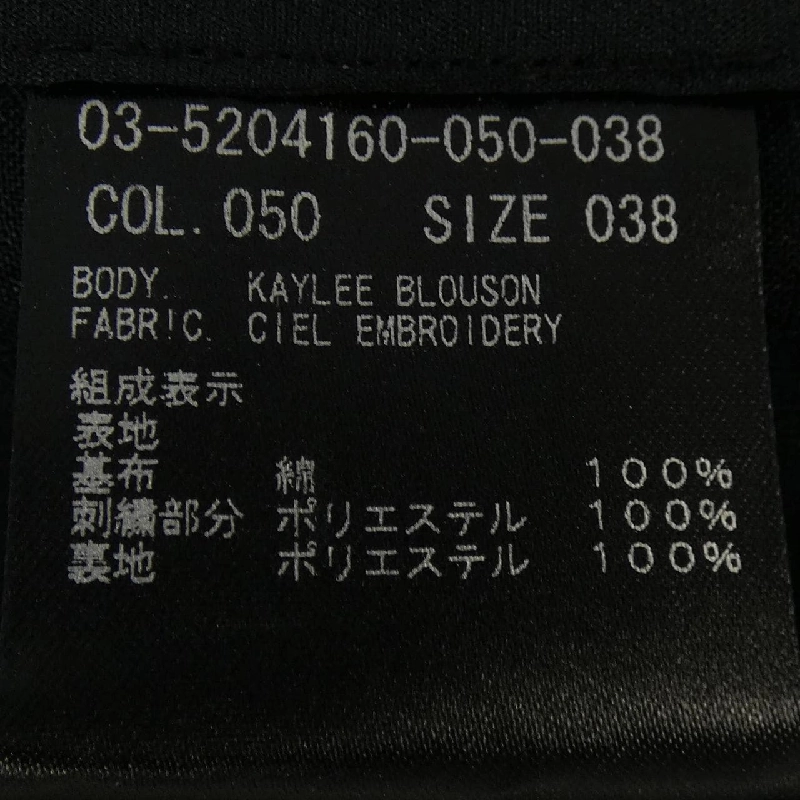 03-5204160-050-038
COL. 050 SIZE 038
BODY. KAYLEE BLOUSON
FABRIC. CIEL EMBROIDERY
組成表示
表地
基布 綿 100%
刺繍部分 ポリエステル 100%
裏地 ポリエステル 100%